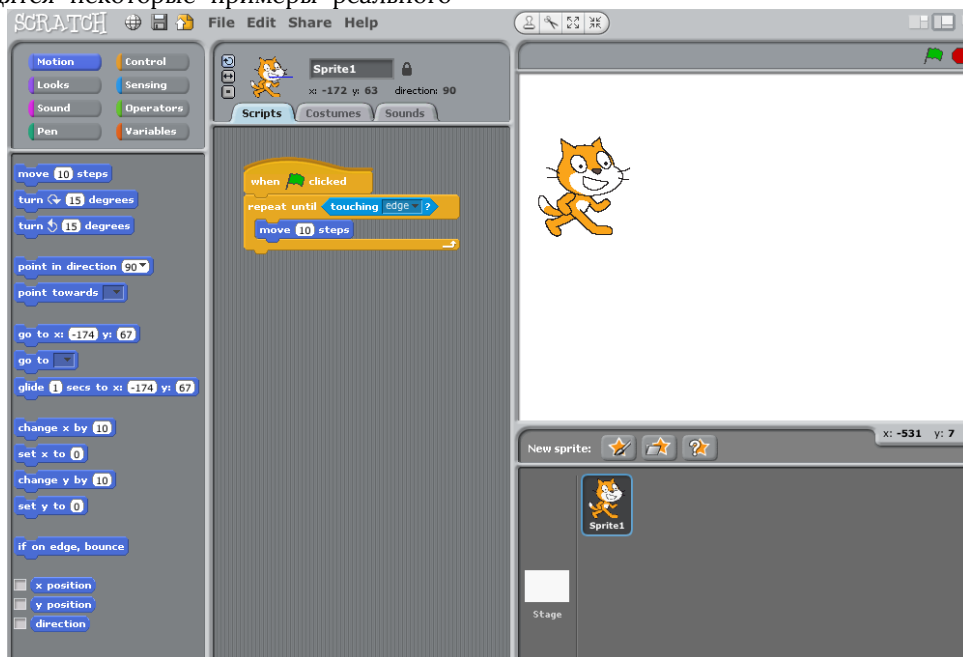 дится некоторые примеры реального
SCRATCH File Edit Share Help
Motion Control
Looks Sensing
Sound Operators
Pen Variables
Sprite1
x: -172 y: 63 direction: 90
Scripts Costumes Sounds
move 10 steps
turn 15 degrees
turn 15 degrees
point in direction 90
point towards
go to x: -174 y: 67
go to
glide 1 secs to x: -174 y: 67
change x by 10
set x to 0
change y by 10
set y to 0
if on edge, bounce
x position
y position
direction
when clicked
repeat until touching edge ?
move 10 steps
x: -531 y: 7
New sprite:
Sprite1
Stage